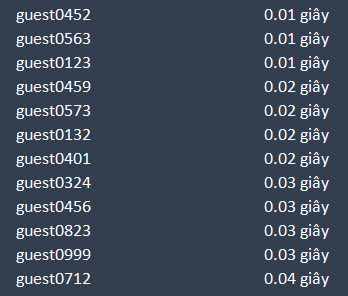 guest0452 0.01 giây
guest0563 0.01 giây
guest0123 0.01 giây
guest0459 0.02 giây
guest0573 0.02 giây
guest0132 0.02 giây
guest0401 0.02 giây
guest0324 0.03 giây
guest0456 0.03 giây
guest0823 0.03 giây
guest0999 0.03 giây
guest0712 0.04 giây